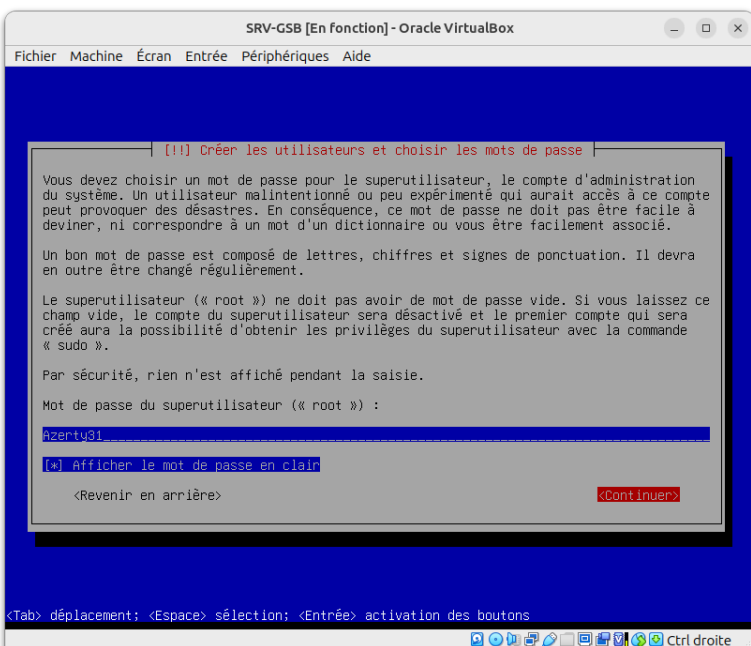 SRV-GSB [En fonction] - Oracle VirtualBox
Fichier Machine Écran Entrée Périphériques Aide
[!!] Créer les utilisateurs et choisir les mots de passe
Vous devez choisir un mot de passe pour le superutilisateur, le compte d'administration
du système. Un utilisateur malintentionné ou peu expérimenté qui aurait accès à ce compte
peut provoquer des désastres. En conséquence, ce mot de passe ne doit pas être facile à
deviner, ni correspondre à un mot d'un dictionnaire ou vous être facilement associé.
Un bon mot de passe est composé de lettres, chiffres et signes de ponctuation. Il devra
en outre être changé régulièrement.
Le superutilisateur (« root ») ne doit pas avoir de mot de passe vide. Si vous laissez ce
champ vide, le compte du superutilisateur sera désactivé et le premier compte qui sera
créé aura la possibilité d'obtenir les privilèges du superutilisateur avec la commande
« sudo ».
Par sécurité, rien n'est affiché pendant la saisie.
Mot de passe du superutilisateur (« root ») :
Azerty31
[*] Afficher le mot de passe en clair
<Revenir en arrière> <Continuer>
<Tab> déplacement; <Espace> sélection; <Entrée> activation des boutons
Ctrl droite